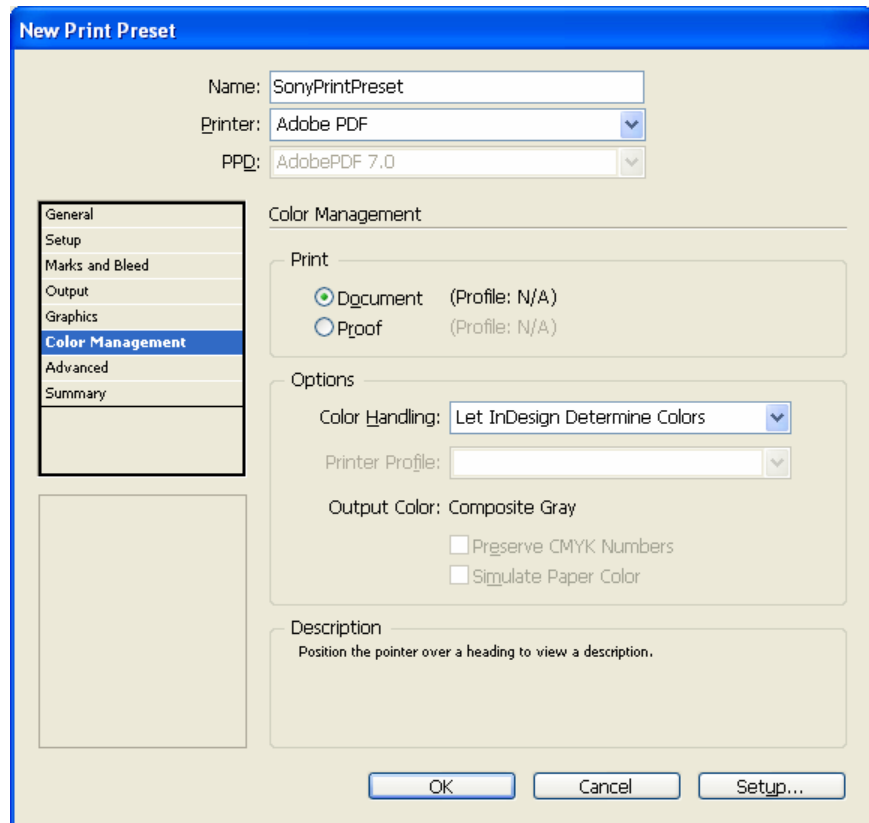 New Print Preset
Name: SonyPrintPreset
Printer: Adobe PDF
PPD: AdobePDF 7.0
General
Setup
Marks and Bleed
Output
Graphics
Color Management
Advanced
Summary
Color Management
Print
Document (Profile: N/A)
Proof (Profile: N/A)
Options
Color Handling: Let InDesign Determine Colors
Printer Profile:
Output Color: Composite Gray
Preserve CMYK Numbers
Simulate Paper Color
Description
Position the pointer over a heading to view a description.
OK Cancel Setup...